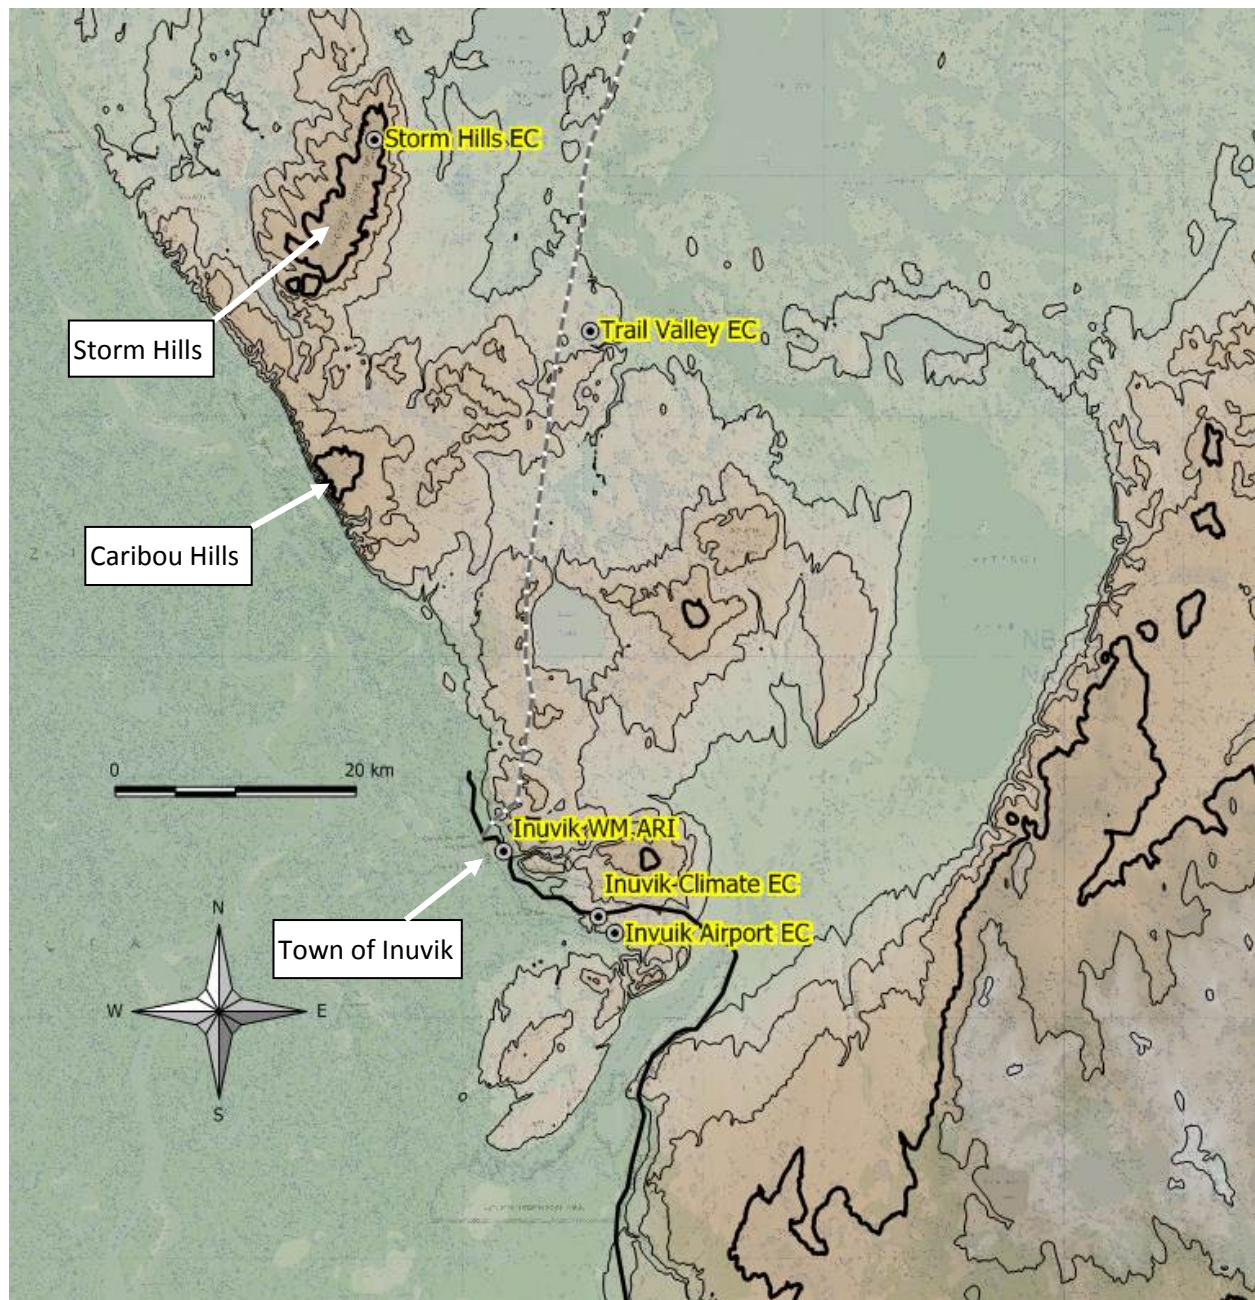 Storm Hills EC
Trail Valley EC
Storm Hills
Caribou Hills
0 20 km
Inuvik WM ARI
Inuvik-Climate EC
Invuik Airport EC
Town of Inuvik
N
W E
S